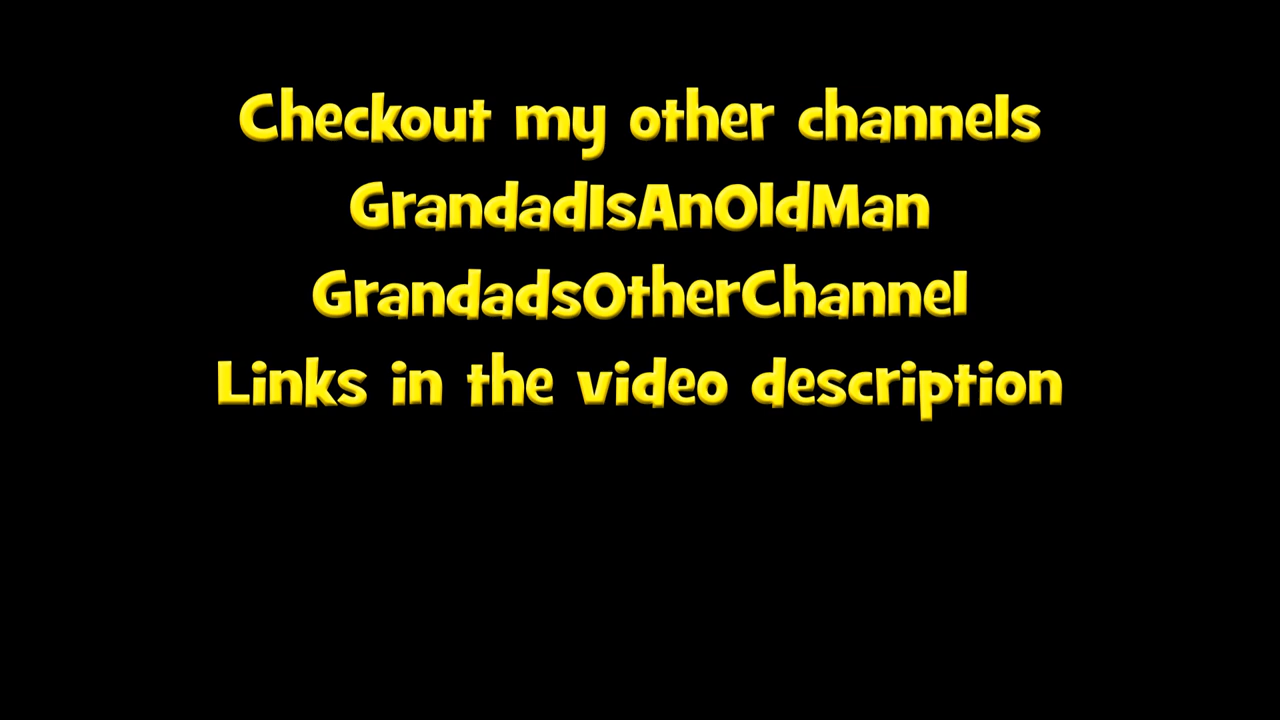 Checkout my other channels
GrandadIsAnOldMan
GrandadsOtherChannel
Links in the video description